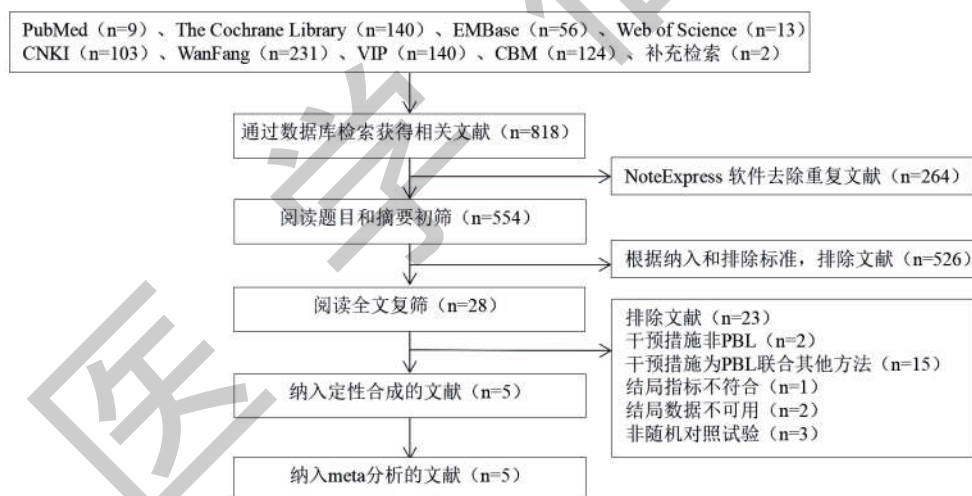 PubMed（n=9）、The Cochrane Library（n=140）、EMBase（n=56）、Web of Science（n=13）
CNKI（n=103）、WanFang（n=231）、VIP（n=140）、CBM（n=124）、补充检索（n=2）
通过数据库检索获得相关文献（n=818）
NoteExpress 软件去除重复文献（n=264）
阅读题目和摘要初筛（n=554）
根据纳入和排除标准，排除文献（n=526）
阅读全文复筛（n=28）
排除文献（n=23）
干预措施非PBL（n=2）
干预措施为PBL联合其他方法（n=15）
结局指标不符合（n=1）
结局数据不可用（n=2）
非随机对照试验（n=3）
纳入定性合成的文献（n=5）
纳入meta分析的文献（n=5）
医
学